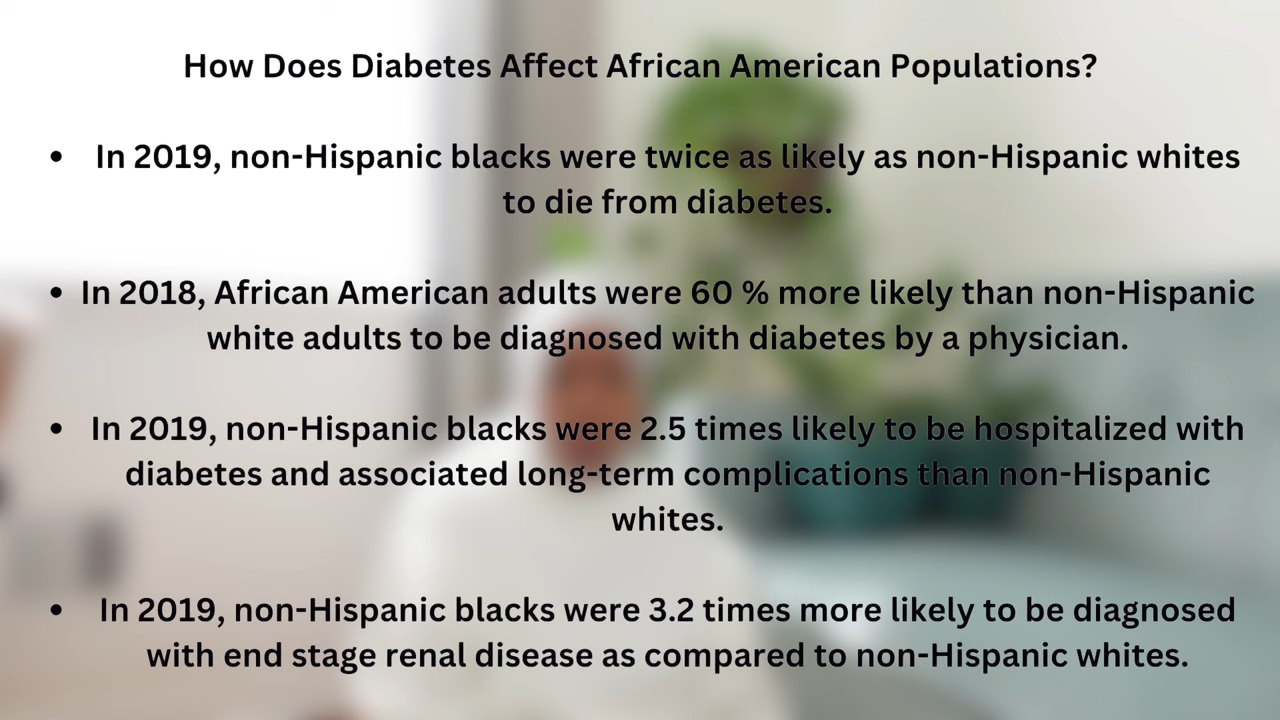 How Does Diabetes Affect African American Populations?
• In 2019, non-Hispanic blacks were twice as likely as non-Hispanic whites
to die from diabetes.
• In 2018, African American adults were 60 % more likely than non-Hispanic
white adults to be diagnosed with diabetes by a physician.
• In 2019, non-Hispanic blacks were 2.5 times likely to be hospitalized with
diabetes and associated long-term complications than non-Hispanic
whites.
• In 2019, non-Hispanic blacks were 3.2 times more likely to be diagnosed
with end stage renal disease as compared to non-Hispanic whites.